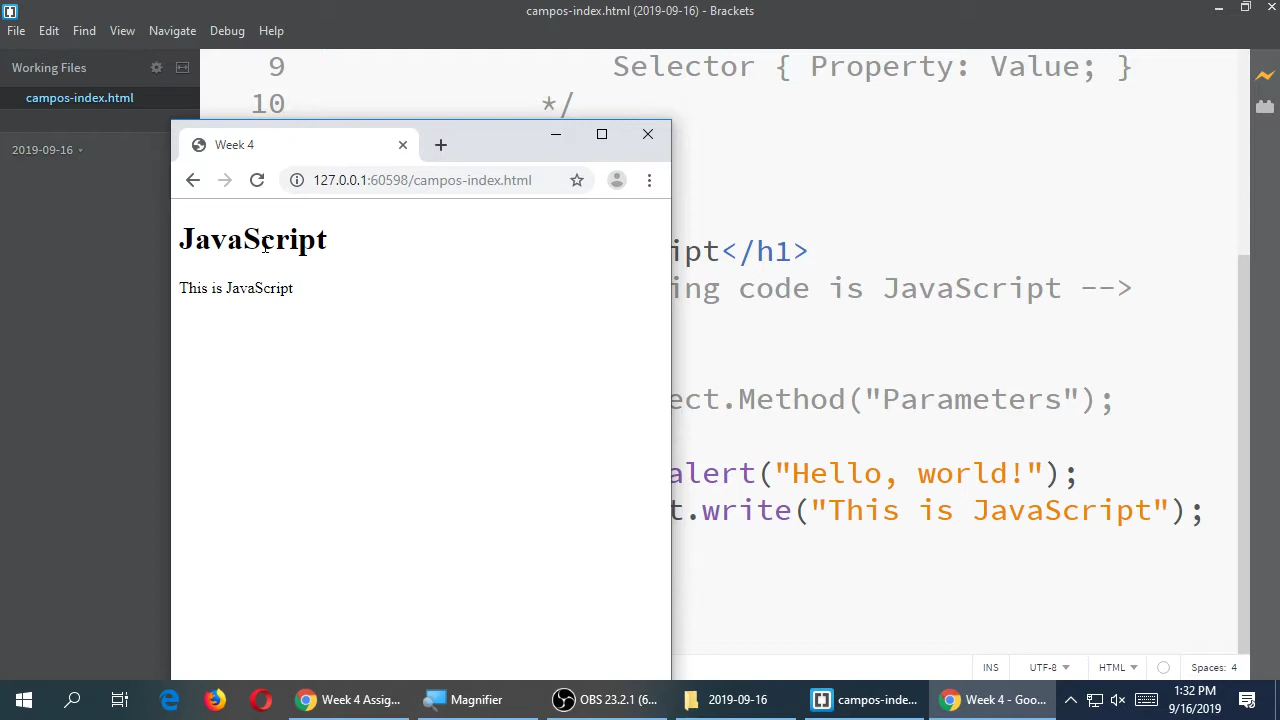 campos-index.html (2019-09-16) - Brackets
File Edit Find View Navigate Debug Help
Working Files
campos-index.html
2019-09-16
9 Selector { Property: Value; }
10 */
Week 4
127.0.0.1:60598/campos-index.html
JavaScript
This is JavaScript
ipt</h1>
ing code is JavaScript -->
ect.Method("Parameters");
alert("Hello, world!");
t.write("This is JavaScript");
INS UTF-8 HTML Spaces: 4
Week 4 Assig... Magnifier OBS 23.2.1 (6... 2019-09-16 campos-inde... Week 4 - Goo... 1:32 PM
9/16/2019